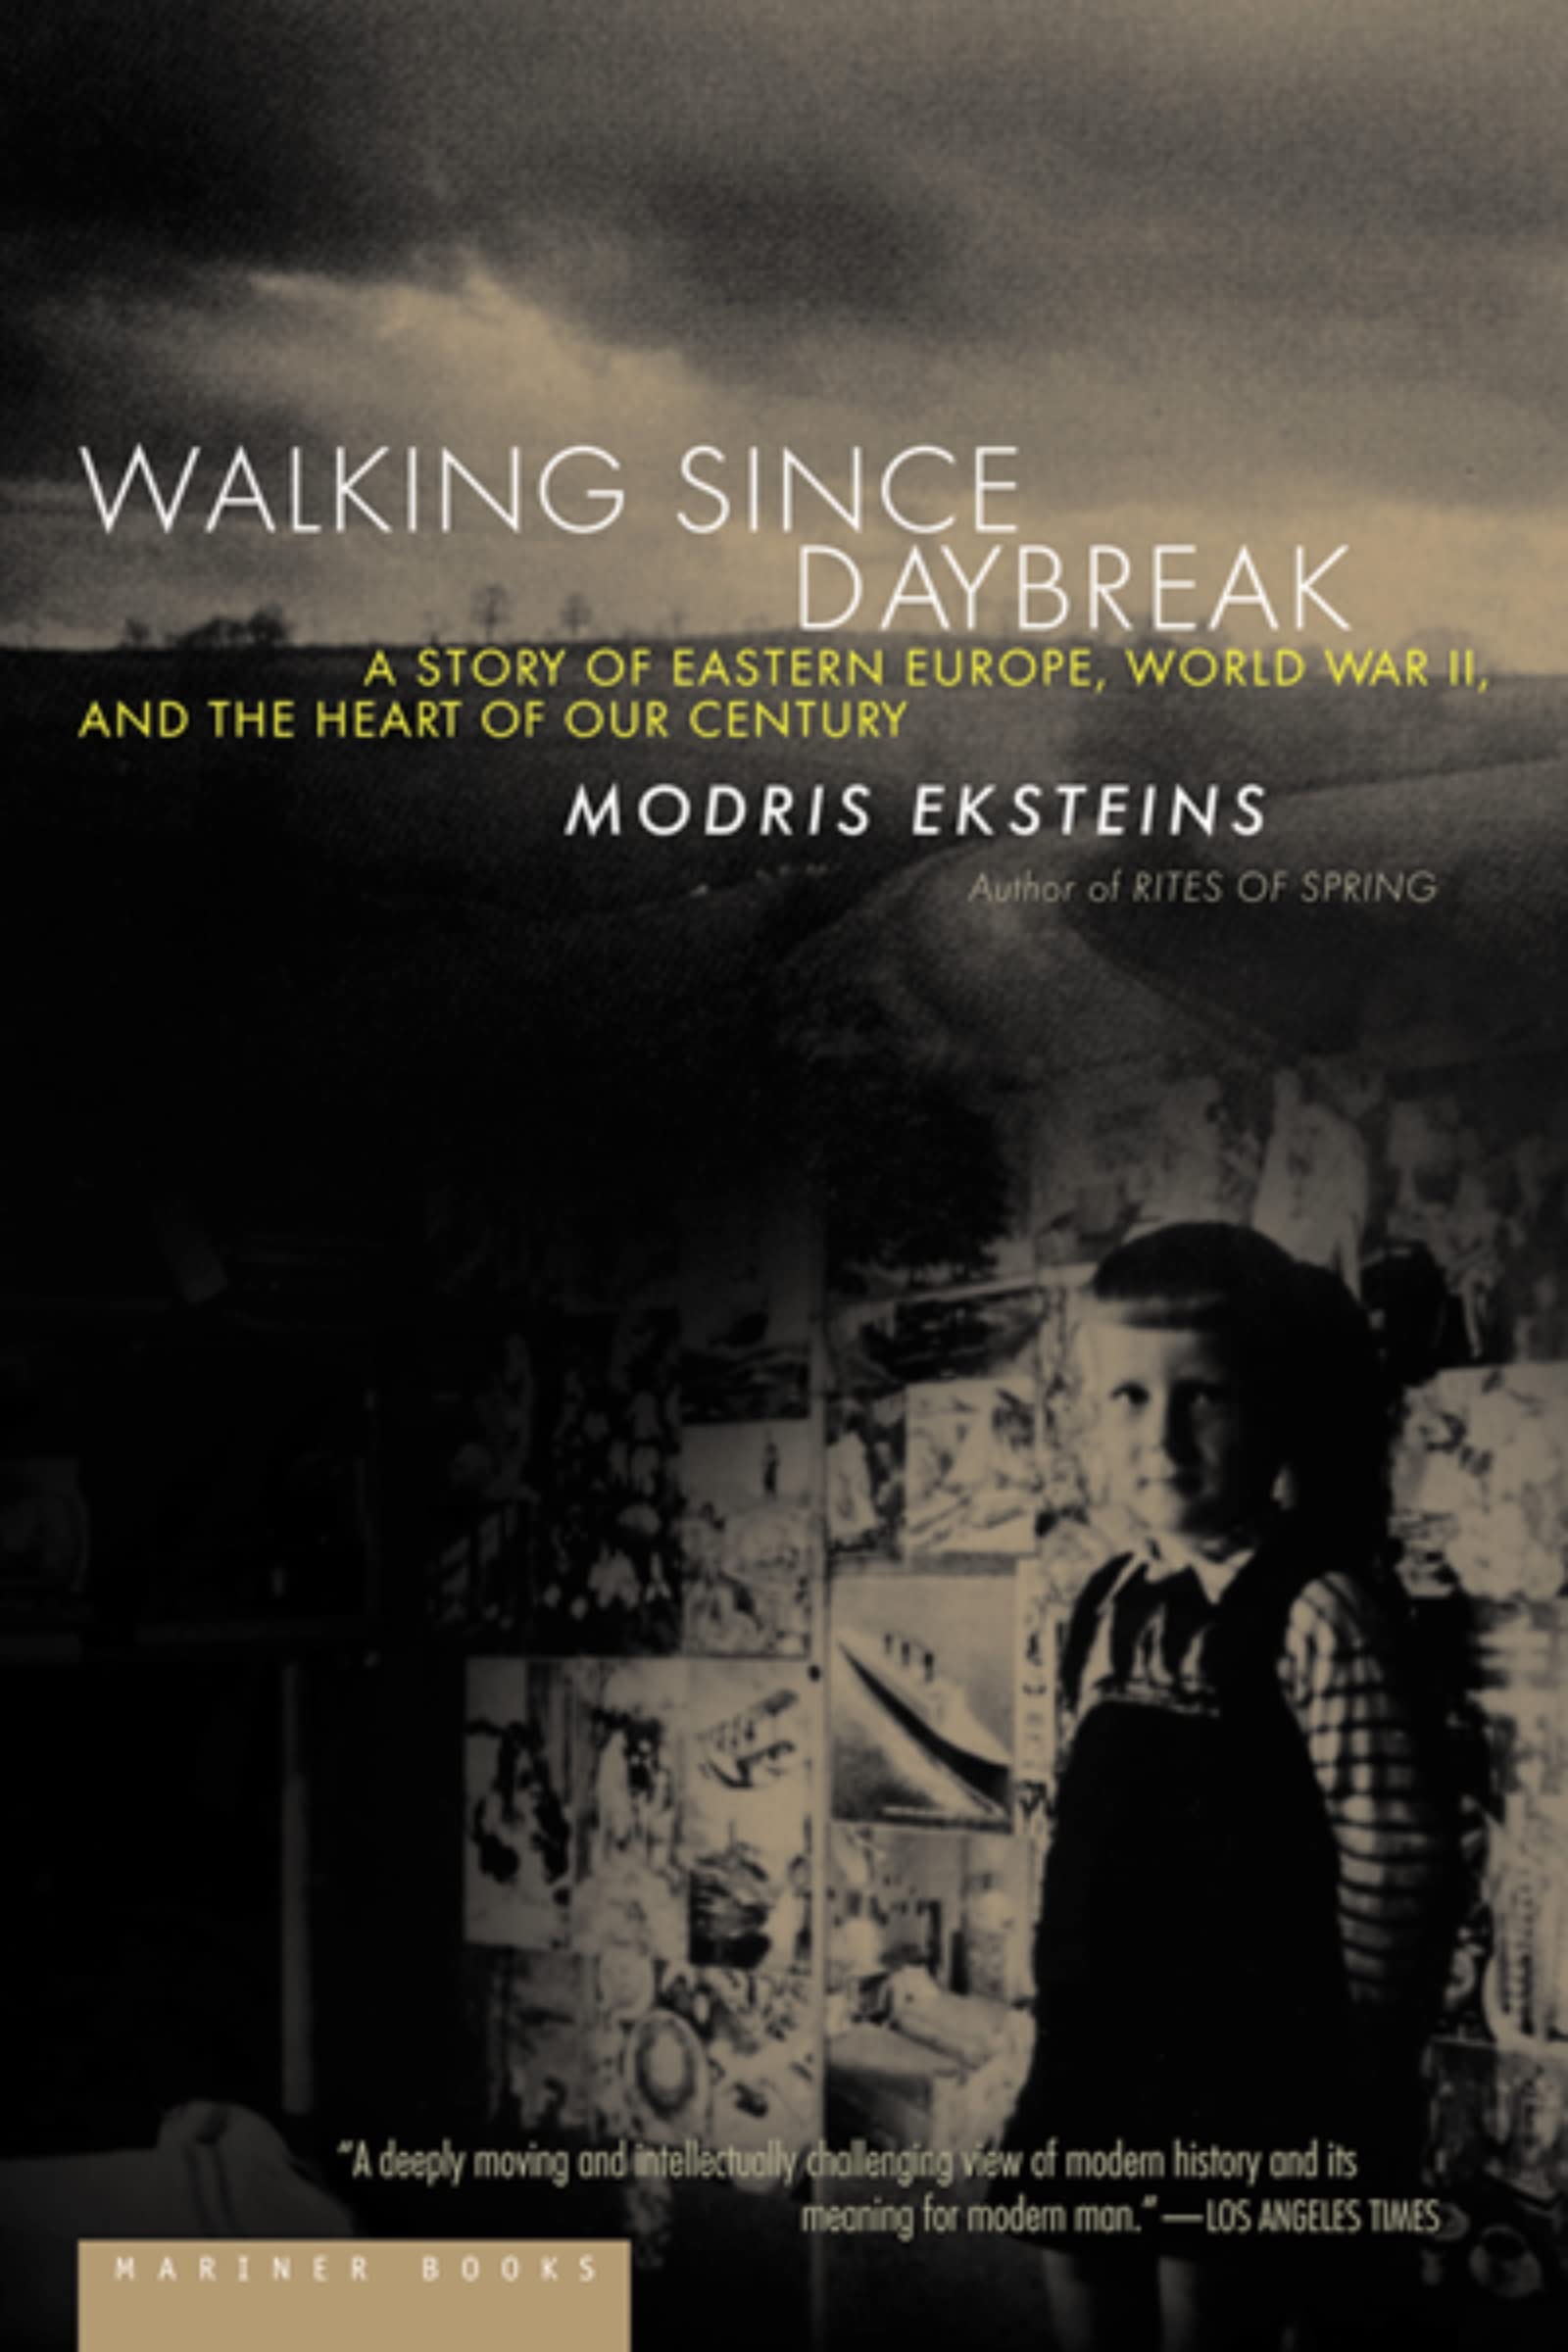 WALKING SINCE
DAYBREAK
A STORY OF EASTERN EUROPE, WORLD WAR II,
AND THE HEART OF OUR CENTURY
MODRIS EKSTEINS
Author of RITES OF SPRING
“A deeply moving and intellectually challenging view of modern history and its
meaning for modern man.”—LOS ANGELES TIMES
MARINER BOOKS